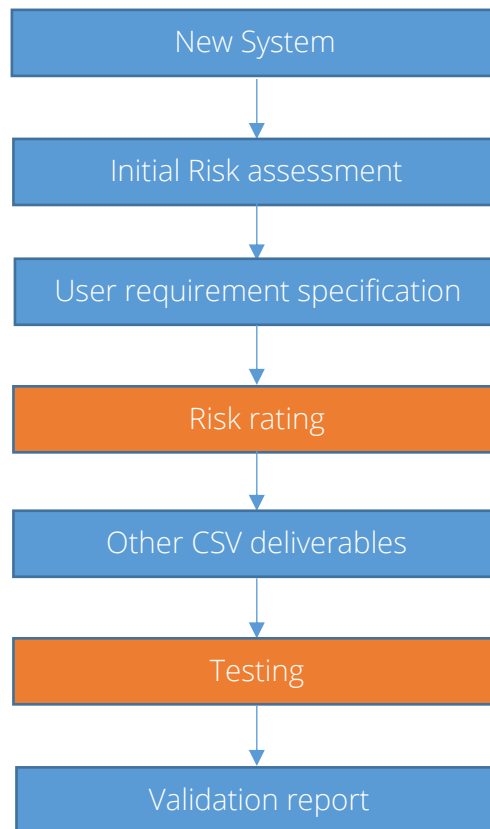 New System
Initial Risk assessment
User requirement specification
Risk rating
Other CSV deliverables
Testing
Validation report